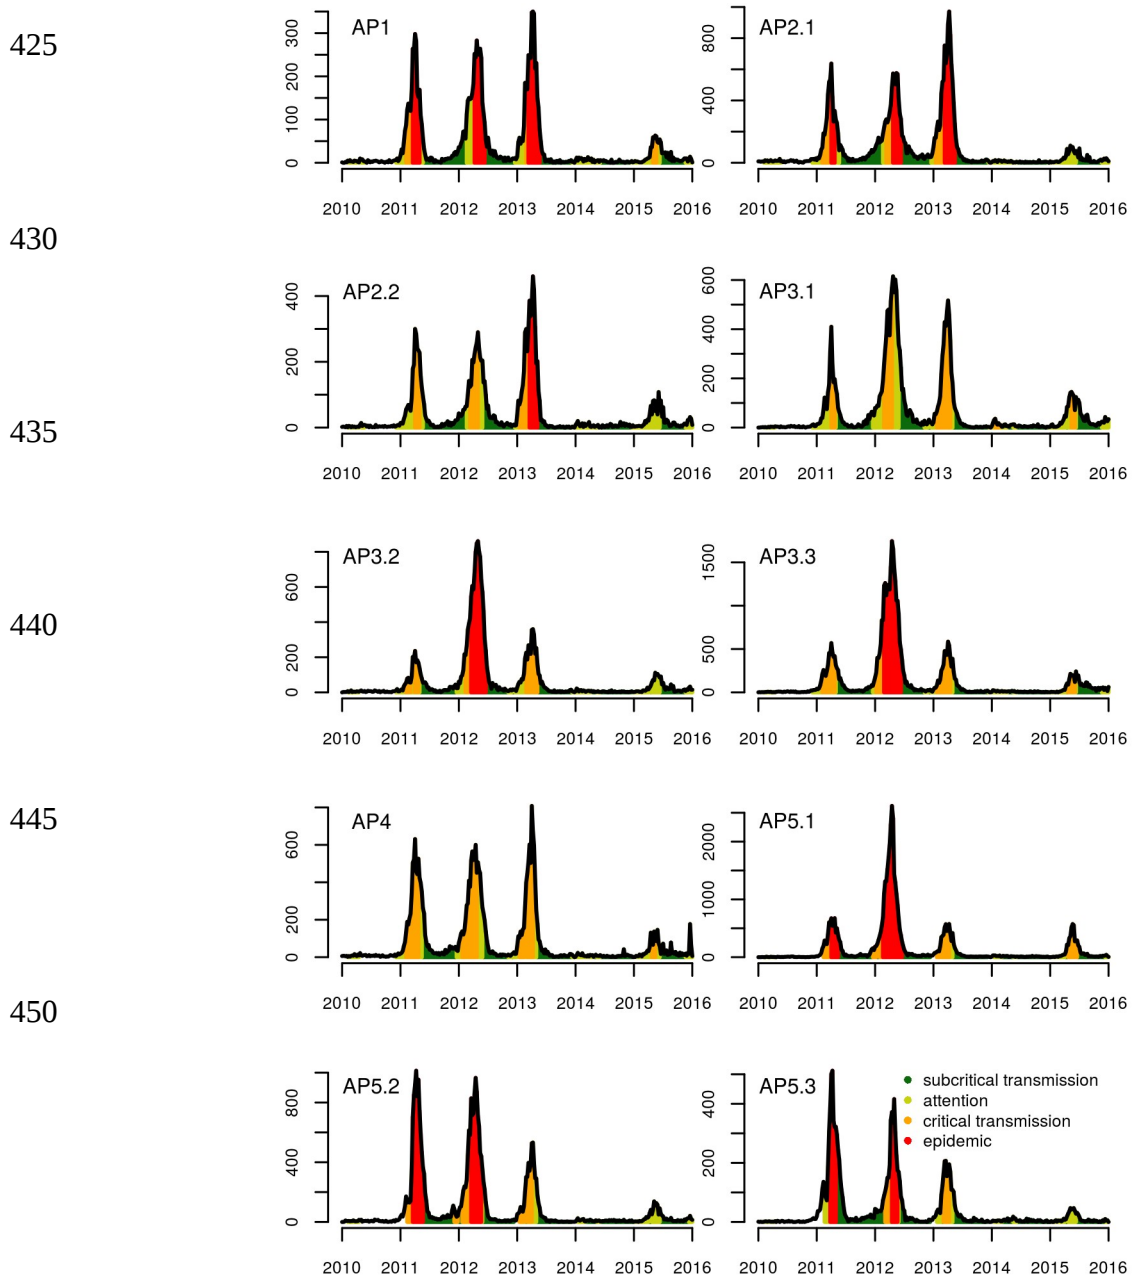 425
AP1
0 100 200 300
2010 2011 2012 2013 2014 2015 2016
AP2.1
0 400 800
2010 2011 2012 2013 2014 2015 2016
430
AP2.2
0 200 400
2010 2011 2012 2013 2014 2015 2016
AP3.1
0 200 400 600
2010 2011 2012 2013 2014 2015 2016
435
AP3.2
0 200 600
2010 2011 2012 2013 2014 2015 2016
AP3.3
0 500 1500
2010 2011 2012 2013 2014 2015 2016
440
AP4
0 200 600
2010 2011 2012 2013 2014 2015 2016
AP5.1
0 1000 2000
2010 2011 2012 2013 2014 2015 2016
445
450
AP5.2
0 400 800
2010 2011 2012 2013 2014 2015 2016
AP5.3
0 200 400
subcritical transmission
attention
critical transmission
epidemic
2010 2011 2012 2013 2014 2015 2016